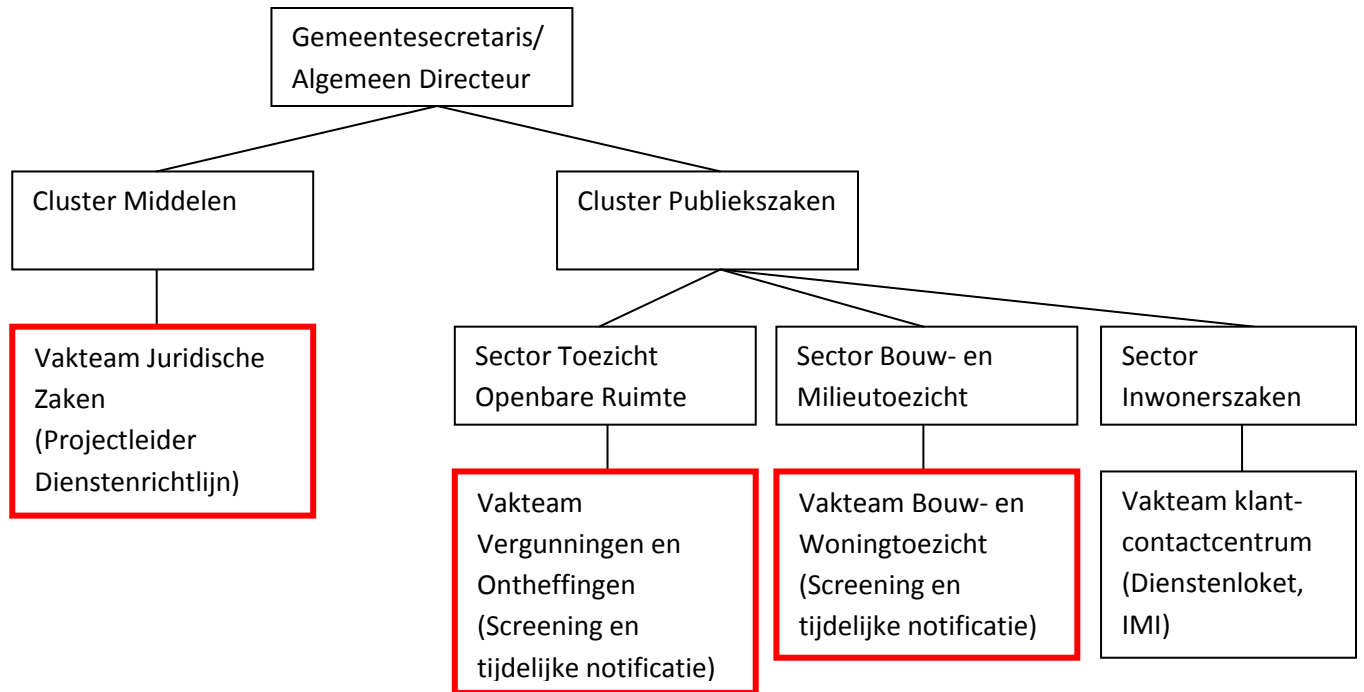 Gemeentesecretaris/
Algemeen Directeur
Cluster Middelen
Cluster Publiekszaken
Vakteam Juridische
Zaken
(Projectleider
Dienstenrichtlijn)
Sector Toezicht
Openbare Ruimte
Sector Bouw- en
Milieutoezicht
Sector
Inwonerszaken
Vakteam
Vergunningen en
Ontheffingen
(Screening en
tijdelijke notificatie)
Vakteam Bouw- en
Woningtoezicht
(Screening en
tijdelijke notificatie)
Vakteam klant-
contactcentrum
(Dienstenloket,
IMI)